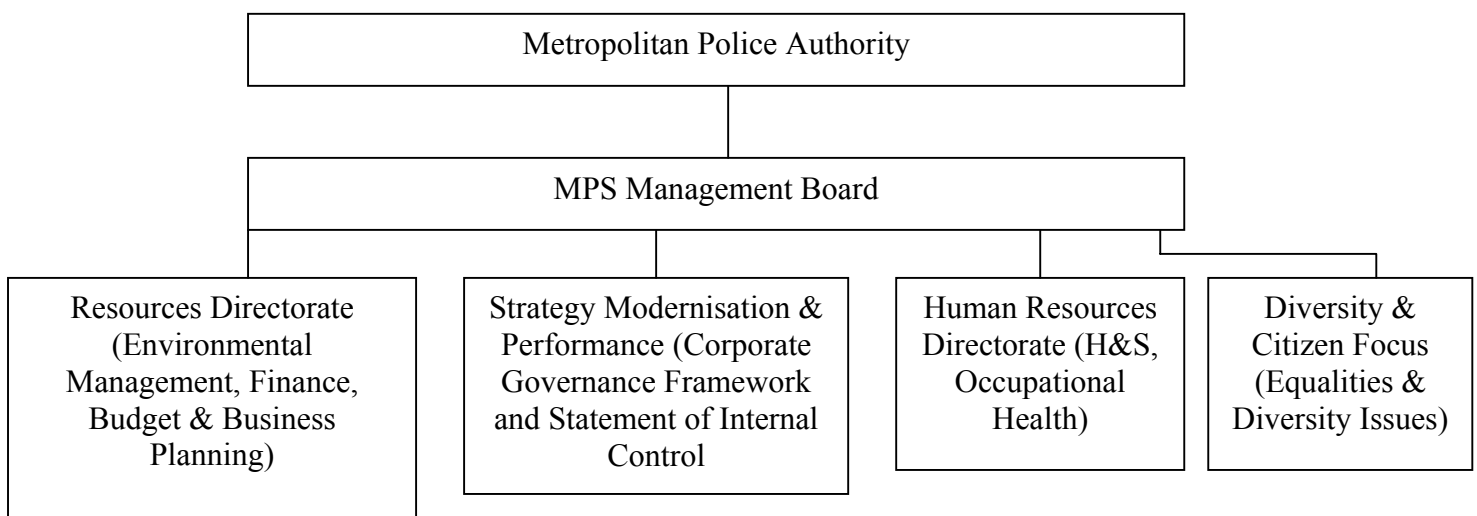 Metropolitan Police Authority
MPS Management Board
Resources Directorate
(Environmental
Management, Finance,
Budget & Business
Planning)
Strategy Modernisation &
Performance (Corporate
Governance Framework
and Statement of Internal
Control
Human Resources
Directorate (H&S,
Occupational
Health)
Diversity &
Citizen Focus
(Equalities &
Diversity Issues)